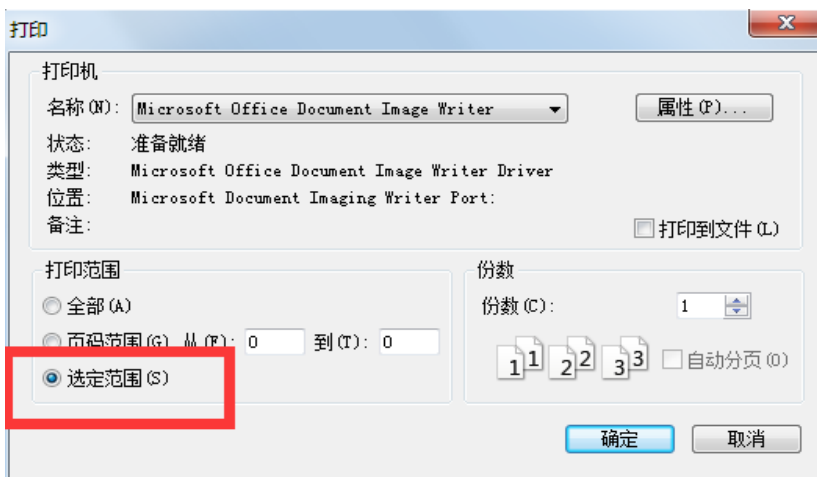 打印
打印机
名称(N): Microsoft Office Document Image Writer 属性(P)...
状态: 准备就绪
类型: Microsoft Office Document Image Writer Driver
位置: Microsoft Document Imaging Writer Port:
备注: 打印到文件(L)
打印范围 份数
全部(A) 份数(C): 1
页码范围(G) 从(F): 0 到(T): 0
1 1 2 2 3 3 自动分页(O)
选定范围(S)
确定 取消